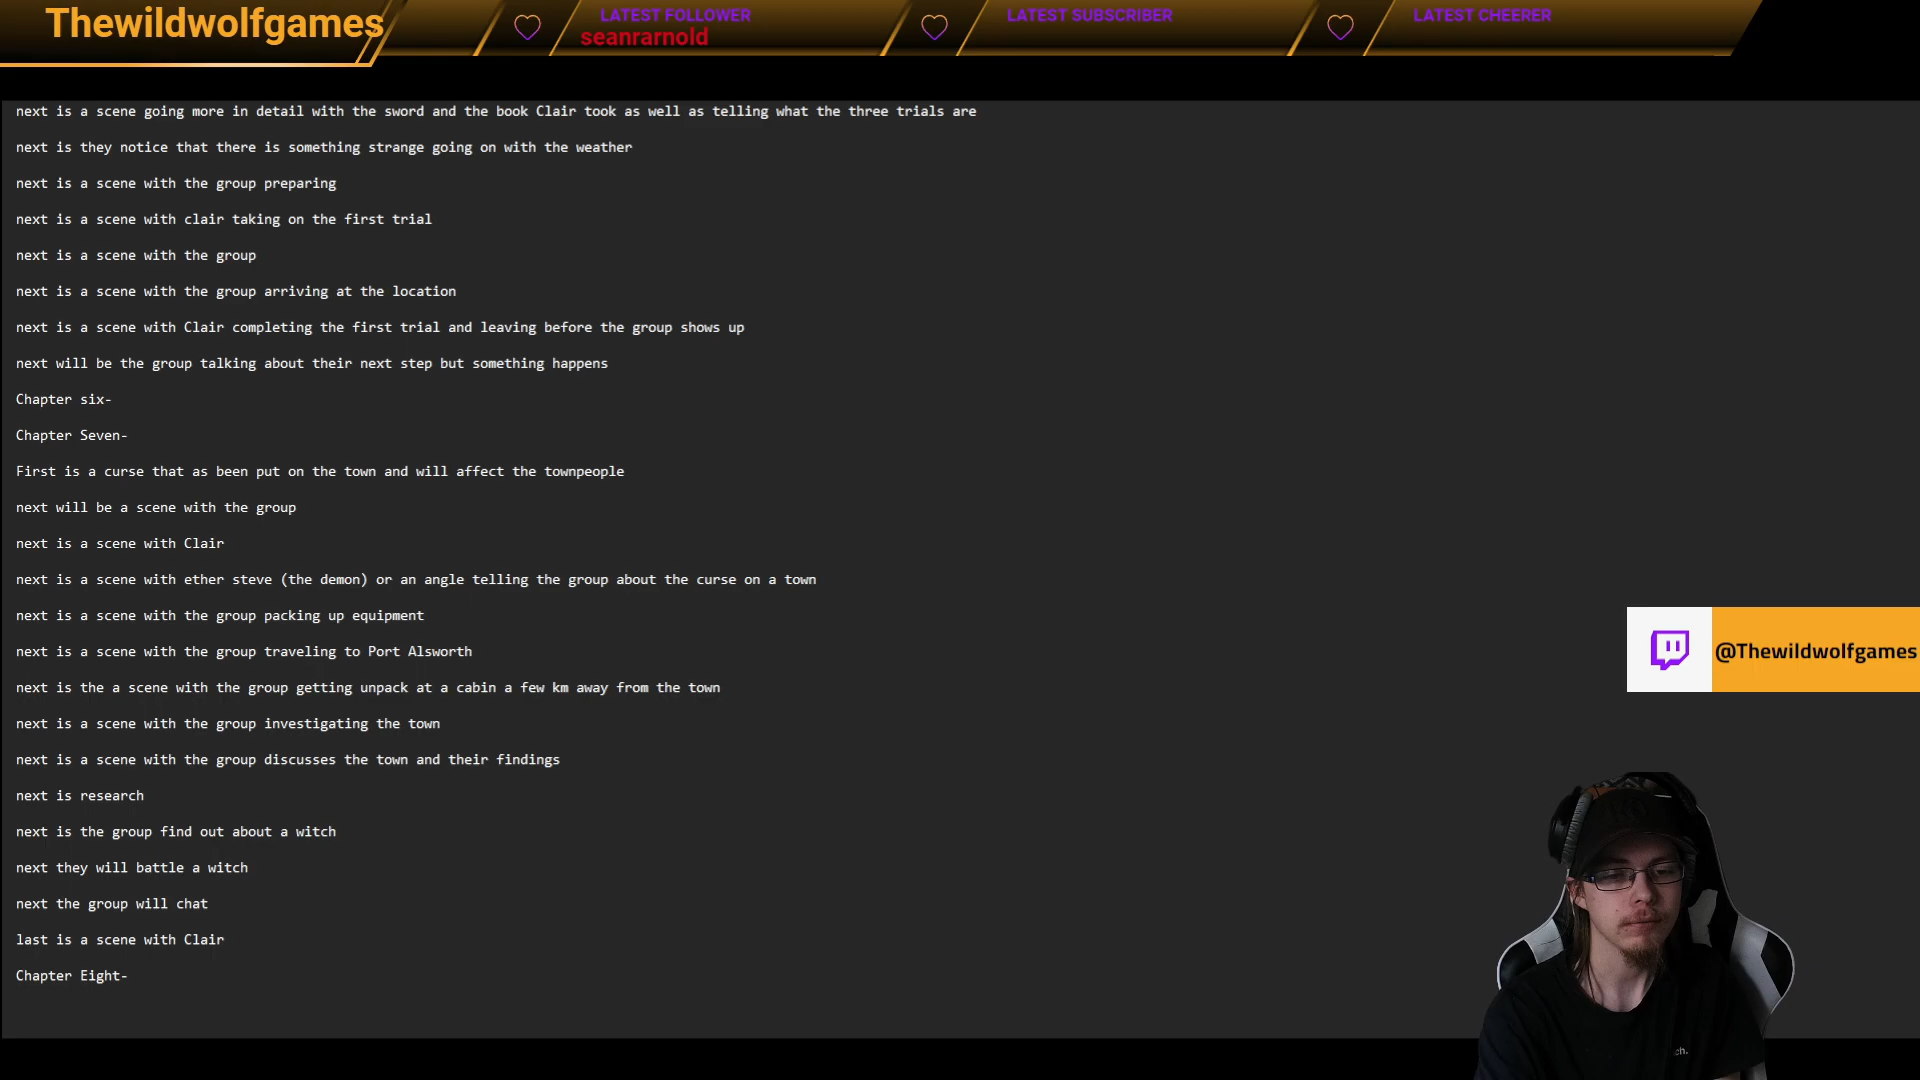 Thewildwolfgames
LATEST FOLLOWER
seanrarnold
LATEST SUBSCRIBER
LATEST CHEERER
next is a scene going more in detail with the sword and the book Clair took as well as telling what the three trials are
next is they notice that there is something strange going on with the weather
next is a scene with the group preparing
next is a scene with clair taking on the first trial
next is a scene with the group
next is a scene with the group arriving at the location
next is a scene with Clair completing the first trial and leaving before the group shows up
next will be the group talking about their next step but something happens
Chapter six-
Chapter Seven-
First is a curse that as been put on the town and will affect the townpeople
next will be a scene with the group
next is a scene with Clair
next is a scene with ether steve (the demon) or an angle telling the group about the curse on a town
next is a scene with the group packing up equipment
next is a scene with the group traveling to Port Alsworth
next is the a scene with the group getting unpack at a cabin a few km away from the town
next is a scene with the group investigating the town
next is a scene with the group discusses the town and their findings
next is research
next is the group find out about a witch
next they will battle a witch
next the group will chat
last is a scene with Clair
Chapter Eight-
@Thewildwolfgames
ch.